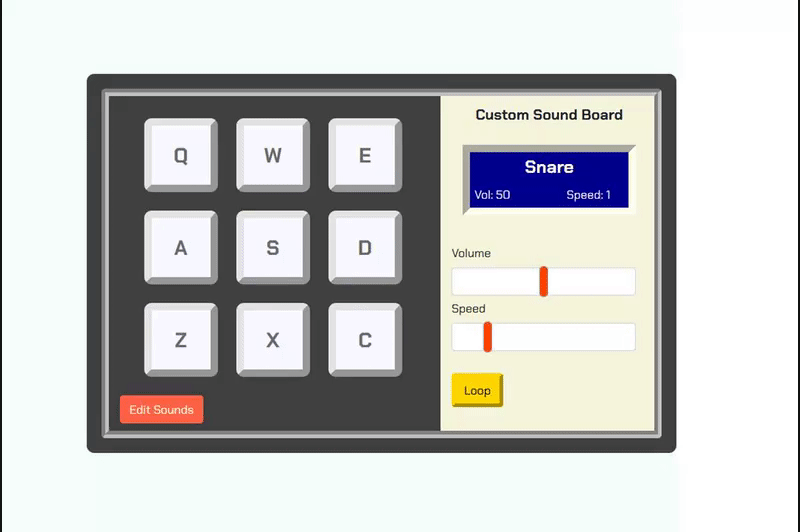 Q W E
A S D
Z X C
Edit Sounds
Custom Sound Board
Snare
Vol: 50 Speed: 1
Volume
Speed
Loop